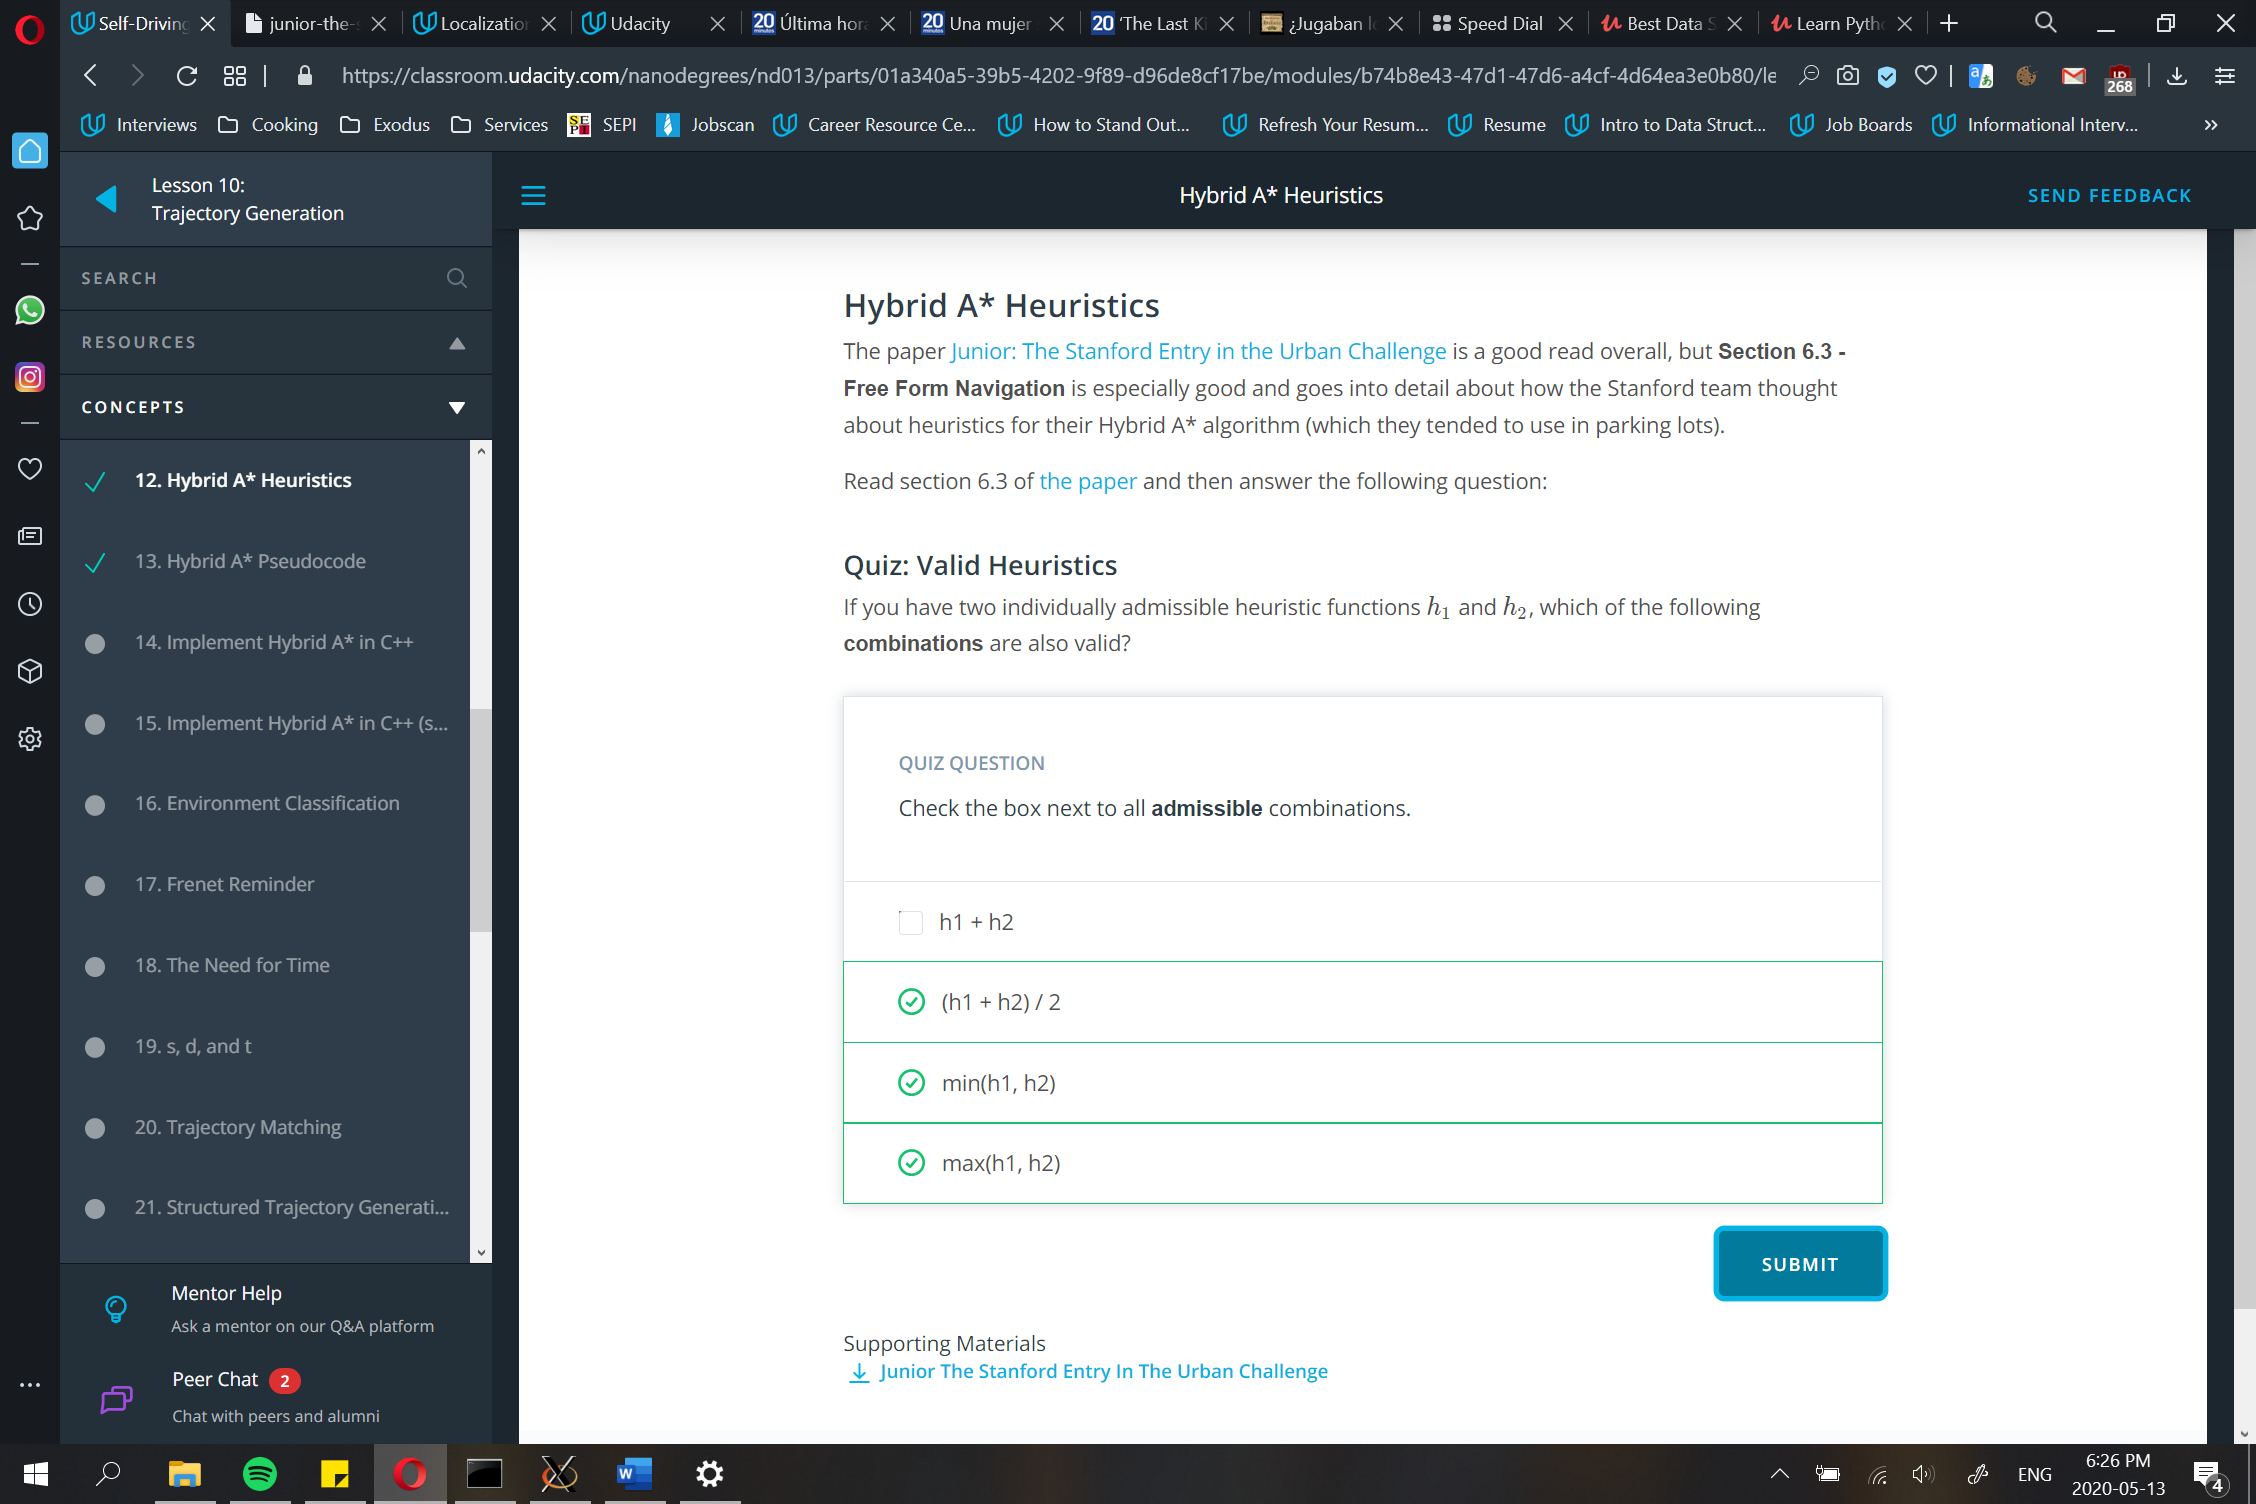 Self-Driving
junior-the-s
Localization
Udacity
20 Última hora
20 Una mujer
20 'The Last Ki
¿Jugaban l
Speed Dial
Best Data S
Learn Pytho
https://classroom.udacity.com/nanodegrees/nd013/parts/01a340a5-39b5-4202-9f89-d96de8cf17be/modules/b74b8e43-47d1-47d6-a4cf-4d64ea3e0b80/le
268
Interviews
Cooking
Exodus
Services
SEPI
Jobscan
Career Resource Ce...
How to Stand Out...
Refresh Your Resum...
Resume
Intro to Data Struct...
Job Boards
Informational Interv...
Lesson 10:
Trajectory Generation
SEARCH
RESOURCES
CONCEPTS
12. Hybrid A* Heuristics
13. Hybrid A* Pseudocode
14. Implement Hybrid A* in C++
15. Implement Hybrid A* in C++ (s...
16. Environment Classification
17. Frenet Reminder
18. The Need for Time
19. s, d, and t
20. Trajectory Matching
21. Structured Trajectory Generati...
Mentor Help
Ask a mentor on our Q&A platform
Peer Chat 2
Chat with peers and alumni
Hybrid A* Heuristics
SEND FEEDBACK
Hybrid A* Heuristics
The paper Junior: The Stanford Entry in the Urban Challenge is a good read overall, but Section 6.3 -
Free Form Navigation is especially good and goes into detail about how the Stanford team thought
about heuristics for their Hybrid A* algorithm (which they tended to use in parking lots).
Read section 6.3 of the paper and then answer the following question:
Quiz: Valid Heuristics
If you have two individually admissible heuristic functions h₁ and h₂, which of the following
combinations are also valid?
QUIZ QUESTION
Check the box next to all admissible combinations.
h1 + h2
(h1 + h2) / 2
min(h1, h2)
max(h1, h2)
SUBMIT
Supporting Materials
Junior The Stanford Entry In The Urban Challenge
ENG
6:26 PM
2020-05-13
4